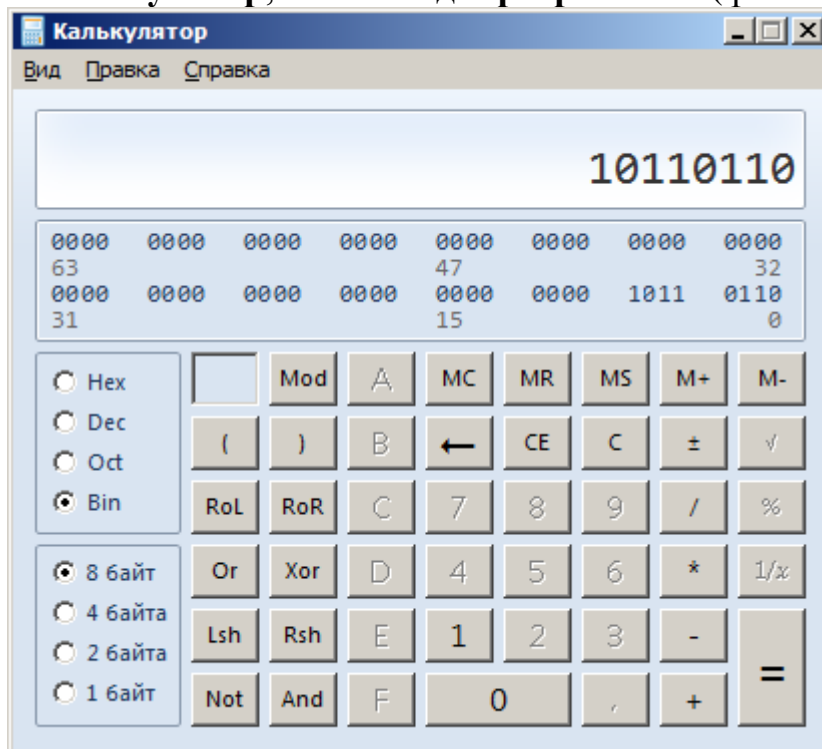 Калькулятор
Вид Правка Справка
10110110
0000 0000 0000 0000 0000 0000 0000 0000
63 47 32
0000 0000 0000 0000 0000 0000 1011 0110
31 15 0
Hex Mod A MC MR MS M+ M-
Dec
Oct ( ) B ← CE C ± √
Bin RoL RoR C 7 8 9 / %
8 байт Or Xor D 4 5 6 * 1/x
4 байта
2 байта Lsh Rsh E 1 2 3 - =
1 байт Not And F 0 , +